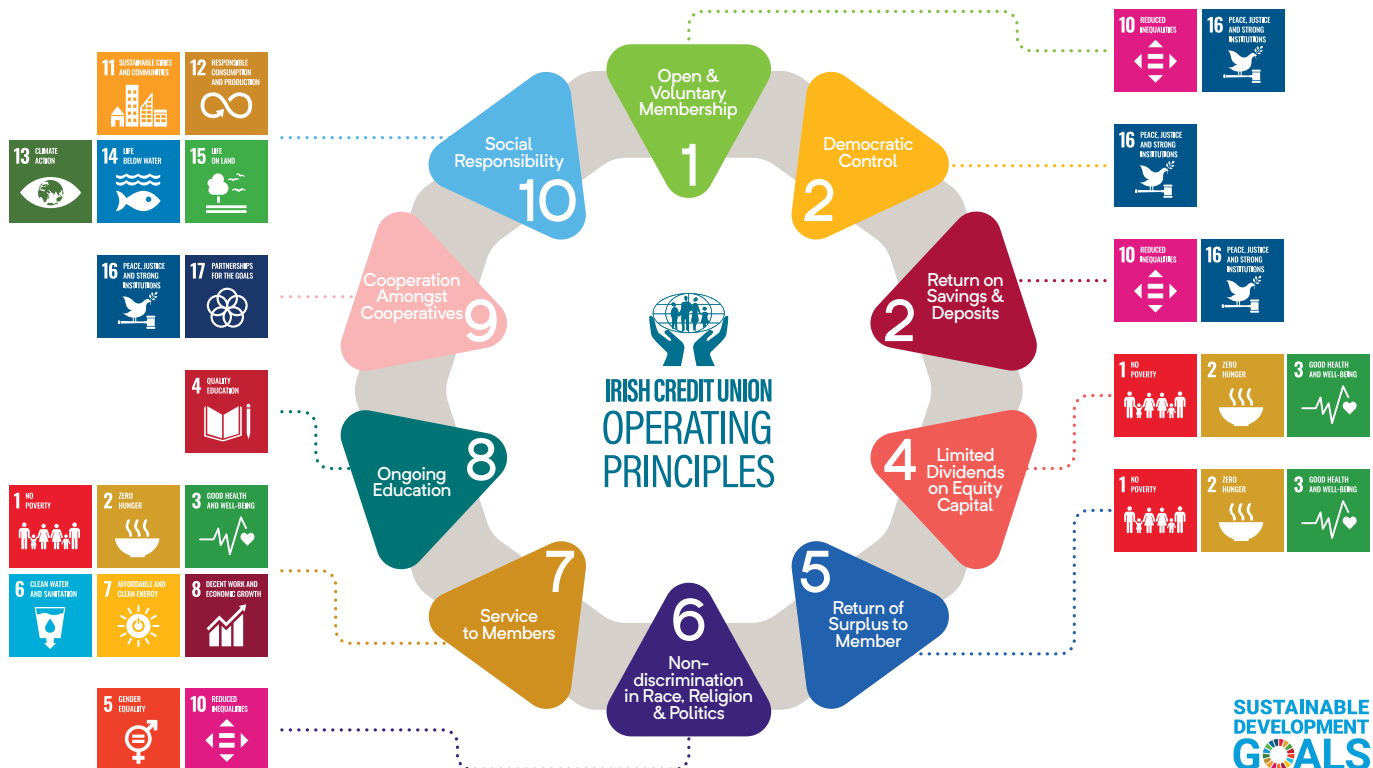 11 SUSTAINABLE CITIES
AND COMMUNITIES
12 RESPONSIBLE
CONSUMPTION
AND PRODUCTION
13 CLIMATE
ACTION
14 LIFE
BELOW WATER
15 LIFE
ON LAND
16 PEACE, JUSTICE
AND STRONG
INSTITUTIONS
17 PARTNERSHIPS
FOR THE GOALS
4 QUALITY
EDUCATION
1 NO
POVERTY
2 ZERO
HUNGER
3 GOOD HEALTH
AND WELL-BEING
6 CLEAN WATER
AND SANITATION
7 AFFORDABLE AND
CLEAN ENERGY
8 DECENT WORK AND
ECONOMIC GROWTH
5 GENDER
EQUALITY
10 REDUCED
INEQUALITIES
Open &
Voluntary
Membership
1
Democratic
Control
2
Return on
Savings &
Deposits
2
Limited
Dividends
on Equity
Capital
4
5
Return of
Surplus to
Member
6
Non-
discrimination
in Race, Religion
& Politics
7
Service
to Members
8
Ongoing
Education
Cooperation
Amongst
Cooperatives
9
Social
Responsibility
10
IRISH CREDIT UNION
OPERATING
PRINCIPLES
10 REDUCED
INEQUALITIES
16 PEACE, JUSTICE
AND STRONG
INSTITUTIONS
16 PEACE, JUSTICE
AND STRONG
INSTITUTIONS
10 REDUCED
INEQUALITIES
16 PEACE, JUSTICE
AND STRONG
INSTITUTIONS
1 NO
POVERTY
2 ZERO
HUNGER
3 GOOD HEALTH
AND WELL-BEING
1 NO
POVERTY
2 ZERO
HUNGER
3 GOOD HEALTH
AND WELL-BEING
SUSTAINABLE
DEVELOPMENT
GOALS